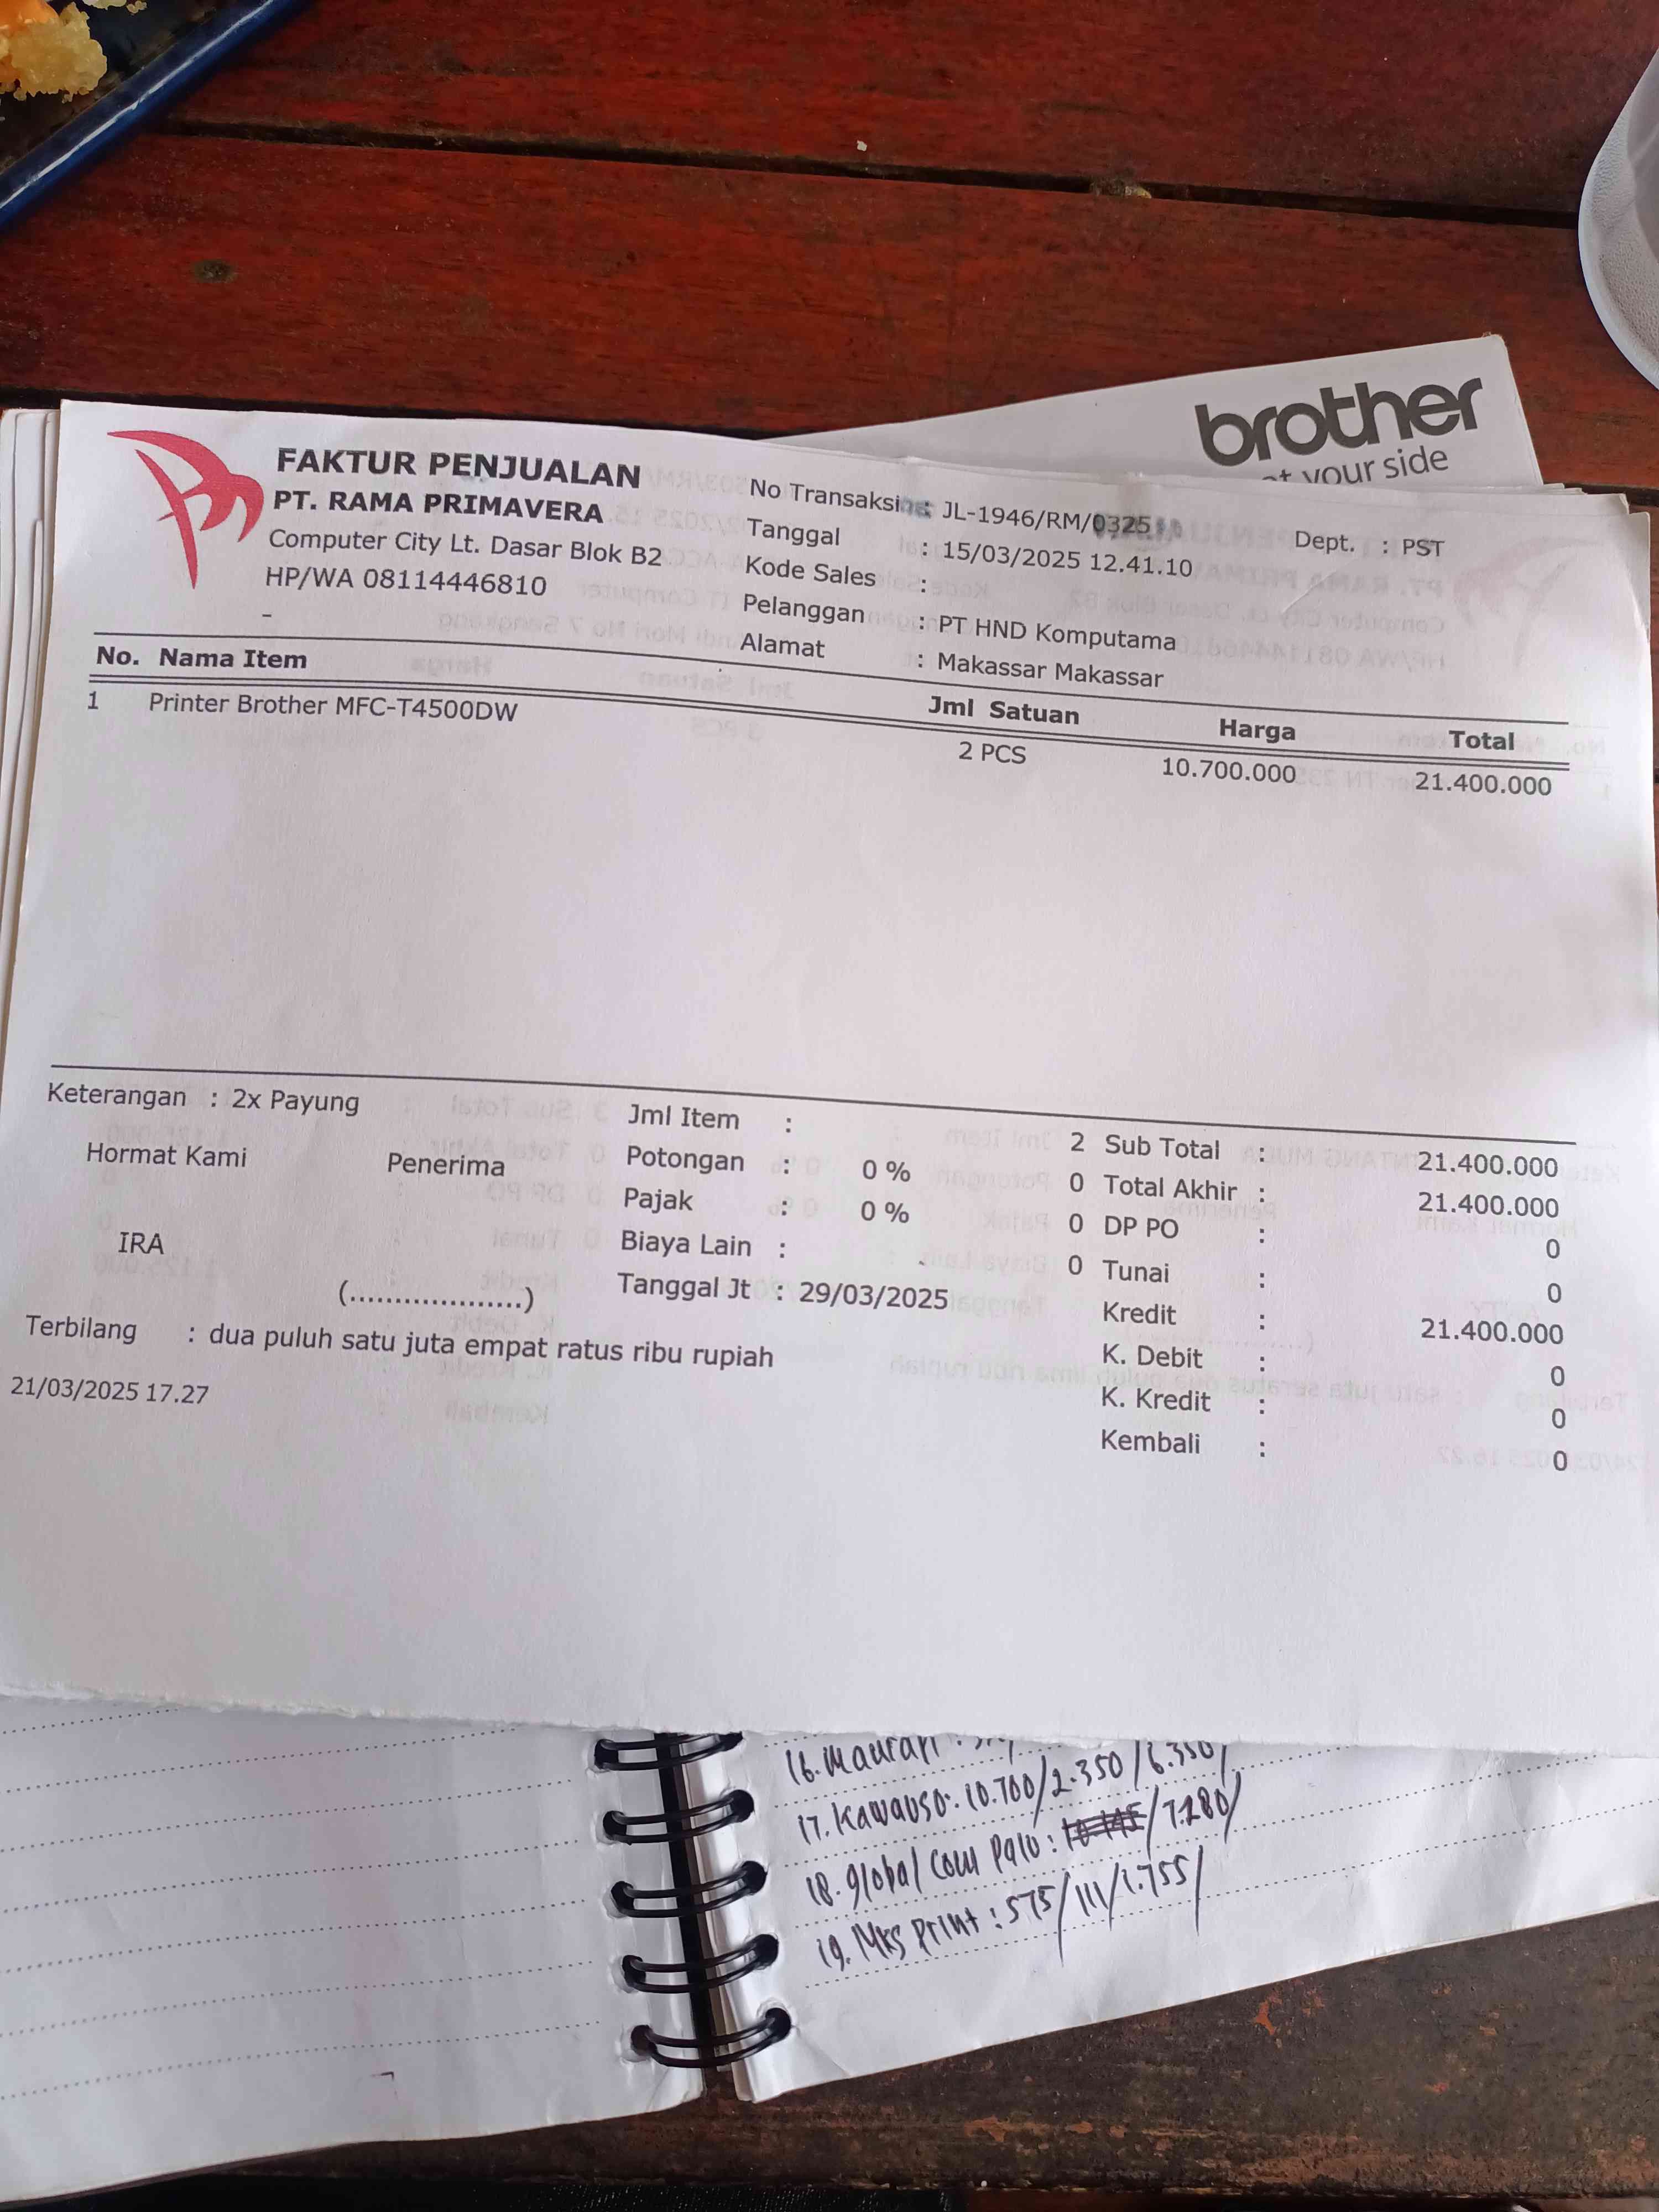 brother
at your side
FAKTUR PENJUALAN
PT. RAMA PRIMAVERA
Computer City Lt. Dasar Blok B2
HP/WA 08114446810
-
No Transaksi : JL-1946/RM/0325
Dept. : PST
Tanggal : 15/03/2025 12.41.10
Kode Sales :
Pelanggan : PT HND Komputama
Alamat : Makassar Makassar
No. Nama Item Jml Satuan Harga Total
1 Printer Brother MFC-T4500DW 2 PCS 10.700.000 21.400.000
Keterangan : 2x Payung
Hormat Kami Penerima
IRA
(...................)
Jml Item : 2
Potongan : 0 % 0
Pajak : 0 % 0
Biaya Lain : 0
Tanggal Jt : 29/03/2025
Sub Total : 21.400.000
Total Akhir : 21.400.000
DP PO : 0
Tunai : 0
Kredit : 21.400.000
K. Debit : 0
K. Kredit : 0
Kembali : 0
Terbilang : dua puluh satu juta empat ratus ribu rupiah
21/03/2025 17.27
16.
17. Kawauso: 10.700/2.350/6.350/
18. Global Com Palu: /7.280/
19. Mks Print: 575/111/1.755/